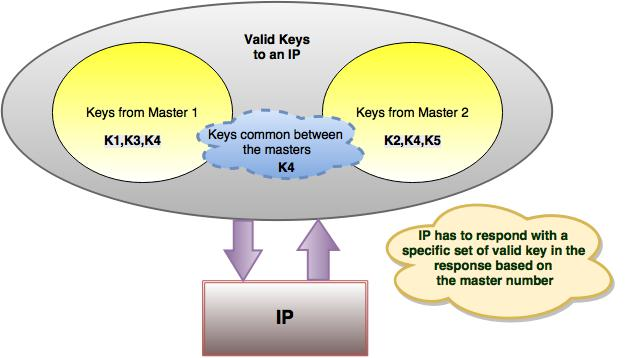 Valid Keys
to an IP
Keys from Master 1
K1,K3,K4
Keys from Master 2
K2,K4,K5
Keys common between
the masters
K4
IP has to respond with a
specific set of valid key in the
response based on
the master number
IP